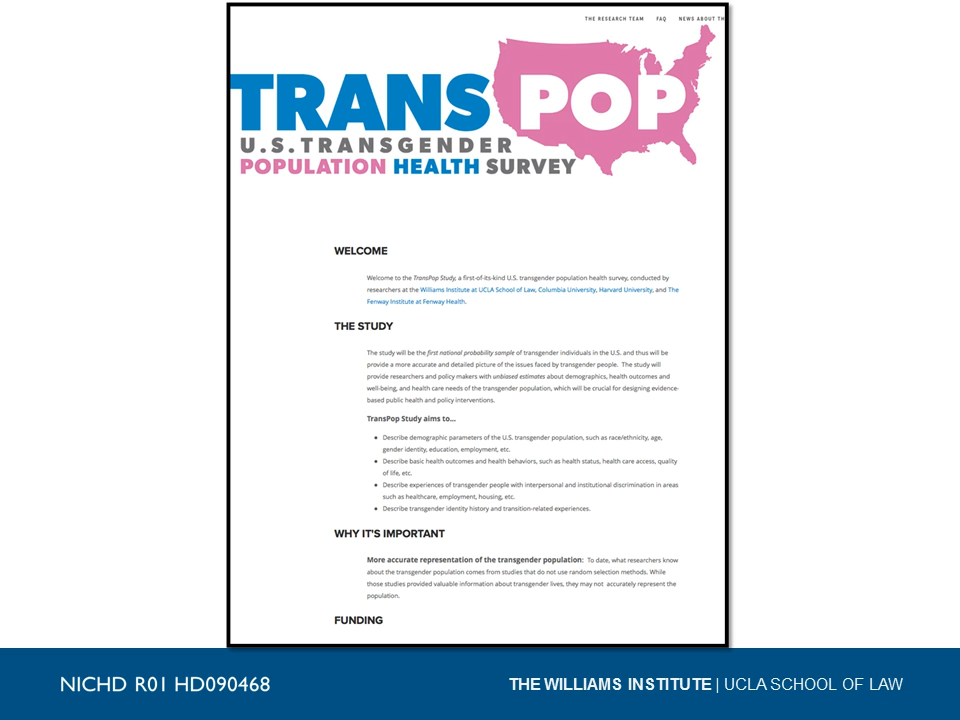 THE RESEARCH TEAM FAQ NEWS ABOUT TH
TRANS POP
U.S. TRANSGENDER
POPULATION HEALTH SURVEY
WELCOME
Welcome to the TransPop Study, a first-of-its-kind U.S. transgender population health survey, conducted by
researchers at the Williams Institute at UCLA School of Law, Columbia University, Harvard University, and The
Fenway Institute at Fenway Health.
THE STUDY
The study will be the first national probability sample of transgender individuals in the U.S. and thus will be
provide a more accurate and detailed picture of the issues faced by transgender people. The study will
provide researchers and policy makers with unbiased estimates about demographics, health outcomes and
well-being, and health care needs of the transgender population, which will be crucial for designing evidence-
based public health and policy interventions.
TransPop Study aims to...
• Describe demographic parameters of the U.S. transgender population, such as race/ethnicity, age,
gender identity, education, employment, etc.
• Describe basic health outcomes and health behaviors, such as health status, health care access, quality
of life, etc.
• Describe experiences of transgender people with interpersonal and institutional discrimination in areas
such as healthcare, employment, housing, etc.
• Describe transgender identity history and transition-related experiences.
WHY IT'S IMPORTANT
More accurate representation of the transgender population: To date, what researchers know
about the transgender population comes from studies that do not use random selection methods. While
those studies provided valuable information about transgender lives, they may not accurately represent the
population.
FUNDING
NICHD R01 HD090468
THE WILLIAMS INSTITUTE | UCLA SCHOOL OF LAW